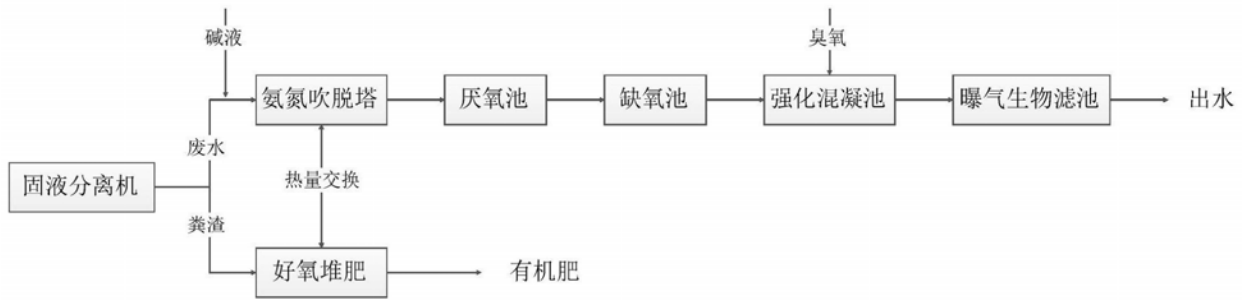 碱液
臭氧
氨氮吹脱塔
厌氧池
缺氧池
强化混凝池
曝气生物滤池
出水
废水
固液分离机
热量交换
粪渣
好氧堆肥
有机肥